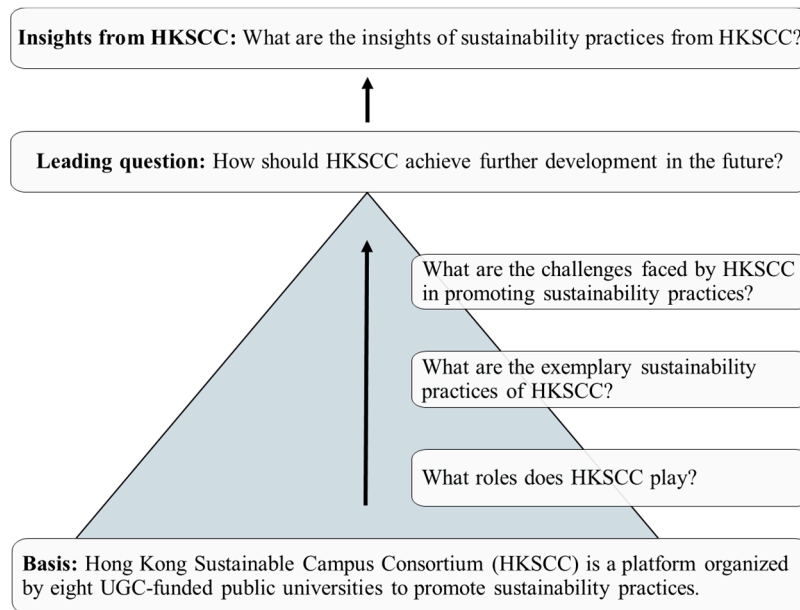 Insights from HKSCC: What are the insights of sustainability practices from HKSCC?
Leading question: How should HKSCC achieve further development in the future?
What are the challenges faced by HKSCC
in promoting sustainability practices?
What are the exemplary sustainability
practices of HKSCC?
What roles does HKSCC play?
Basis: Hong Kong Sustainable Campus Consortium (HKSCC) is a platform organized
by eight UGC-funded public universities to promote sustainability practices.